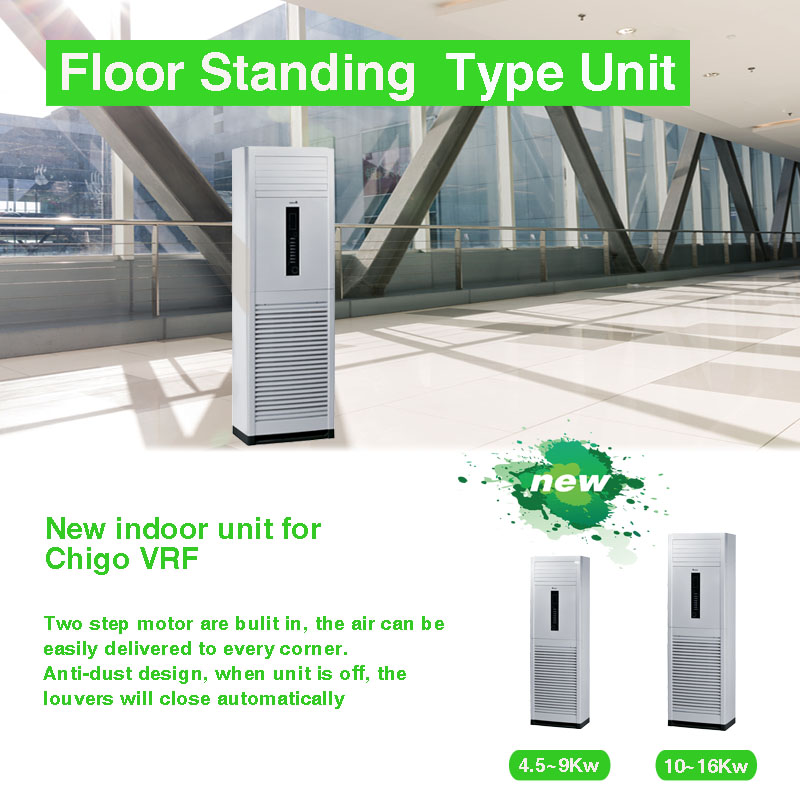 Floor Standing Type Unit
new
New indoor unit for
Chigo VRF
Two step motor are bulit in, the air can be
easily delivered to every corner.
Anti-dust design, when unit is off, the
louvers will close automatically
4.5~9Kw
10~16Kw